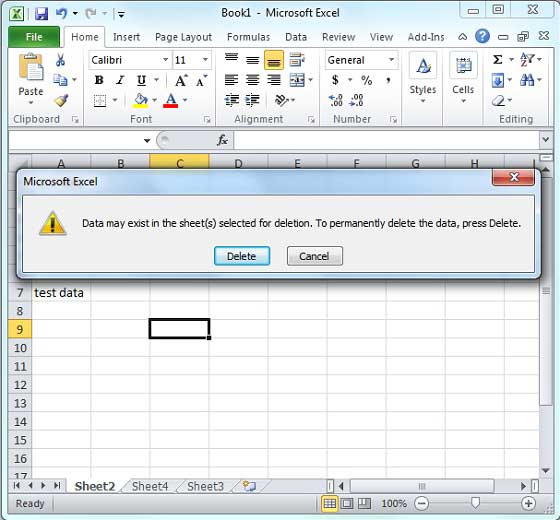 Book1 - Microsoft Excel
File Home Insert Page Layout Formulas Data Review View Add-Ins
Paste
Calibri 11
B I U
General
$ % ,
Styles
Cells
Clipboard Font Alignment Number Editing
fx
A B C D E F G H I
Microsoft Excel
Data may exist in the sheet(s) selected for deletion. To permanently delete the data, press Delete.
Delete Cancel
7 test data
8
9
10
11
12
13
14
15
16
17
Sheet2 Sheet4 Sheet3
Ready 100%